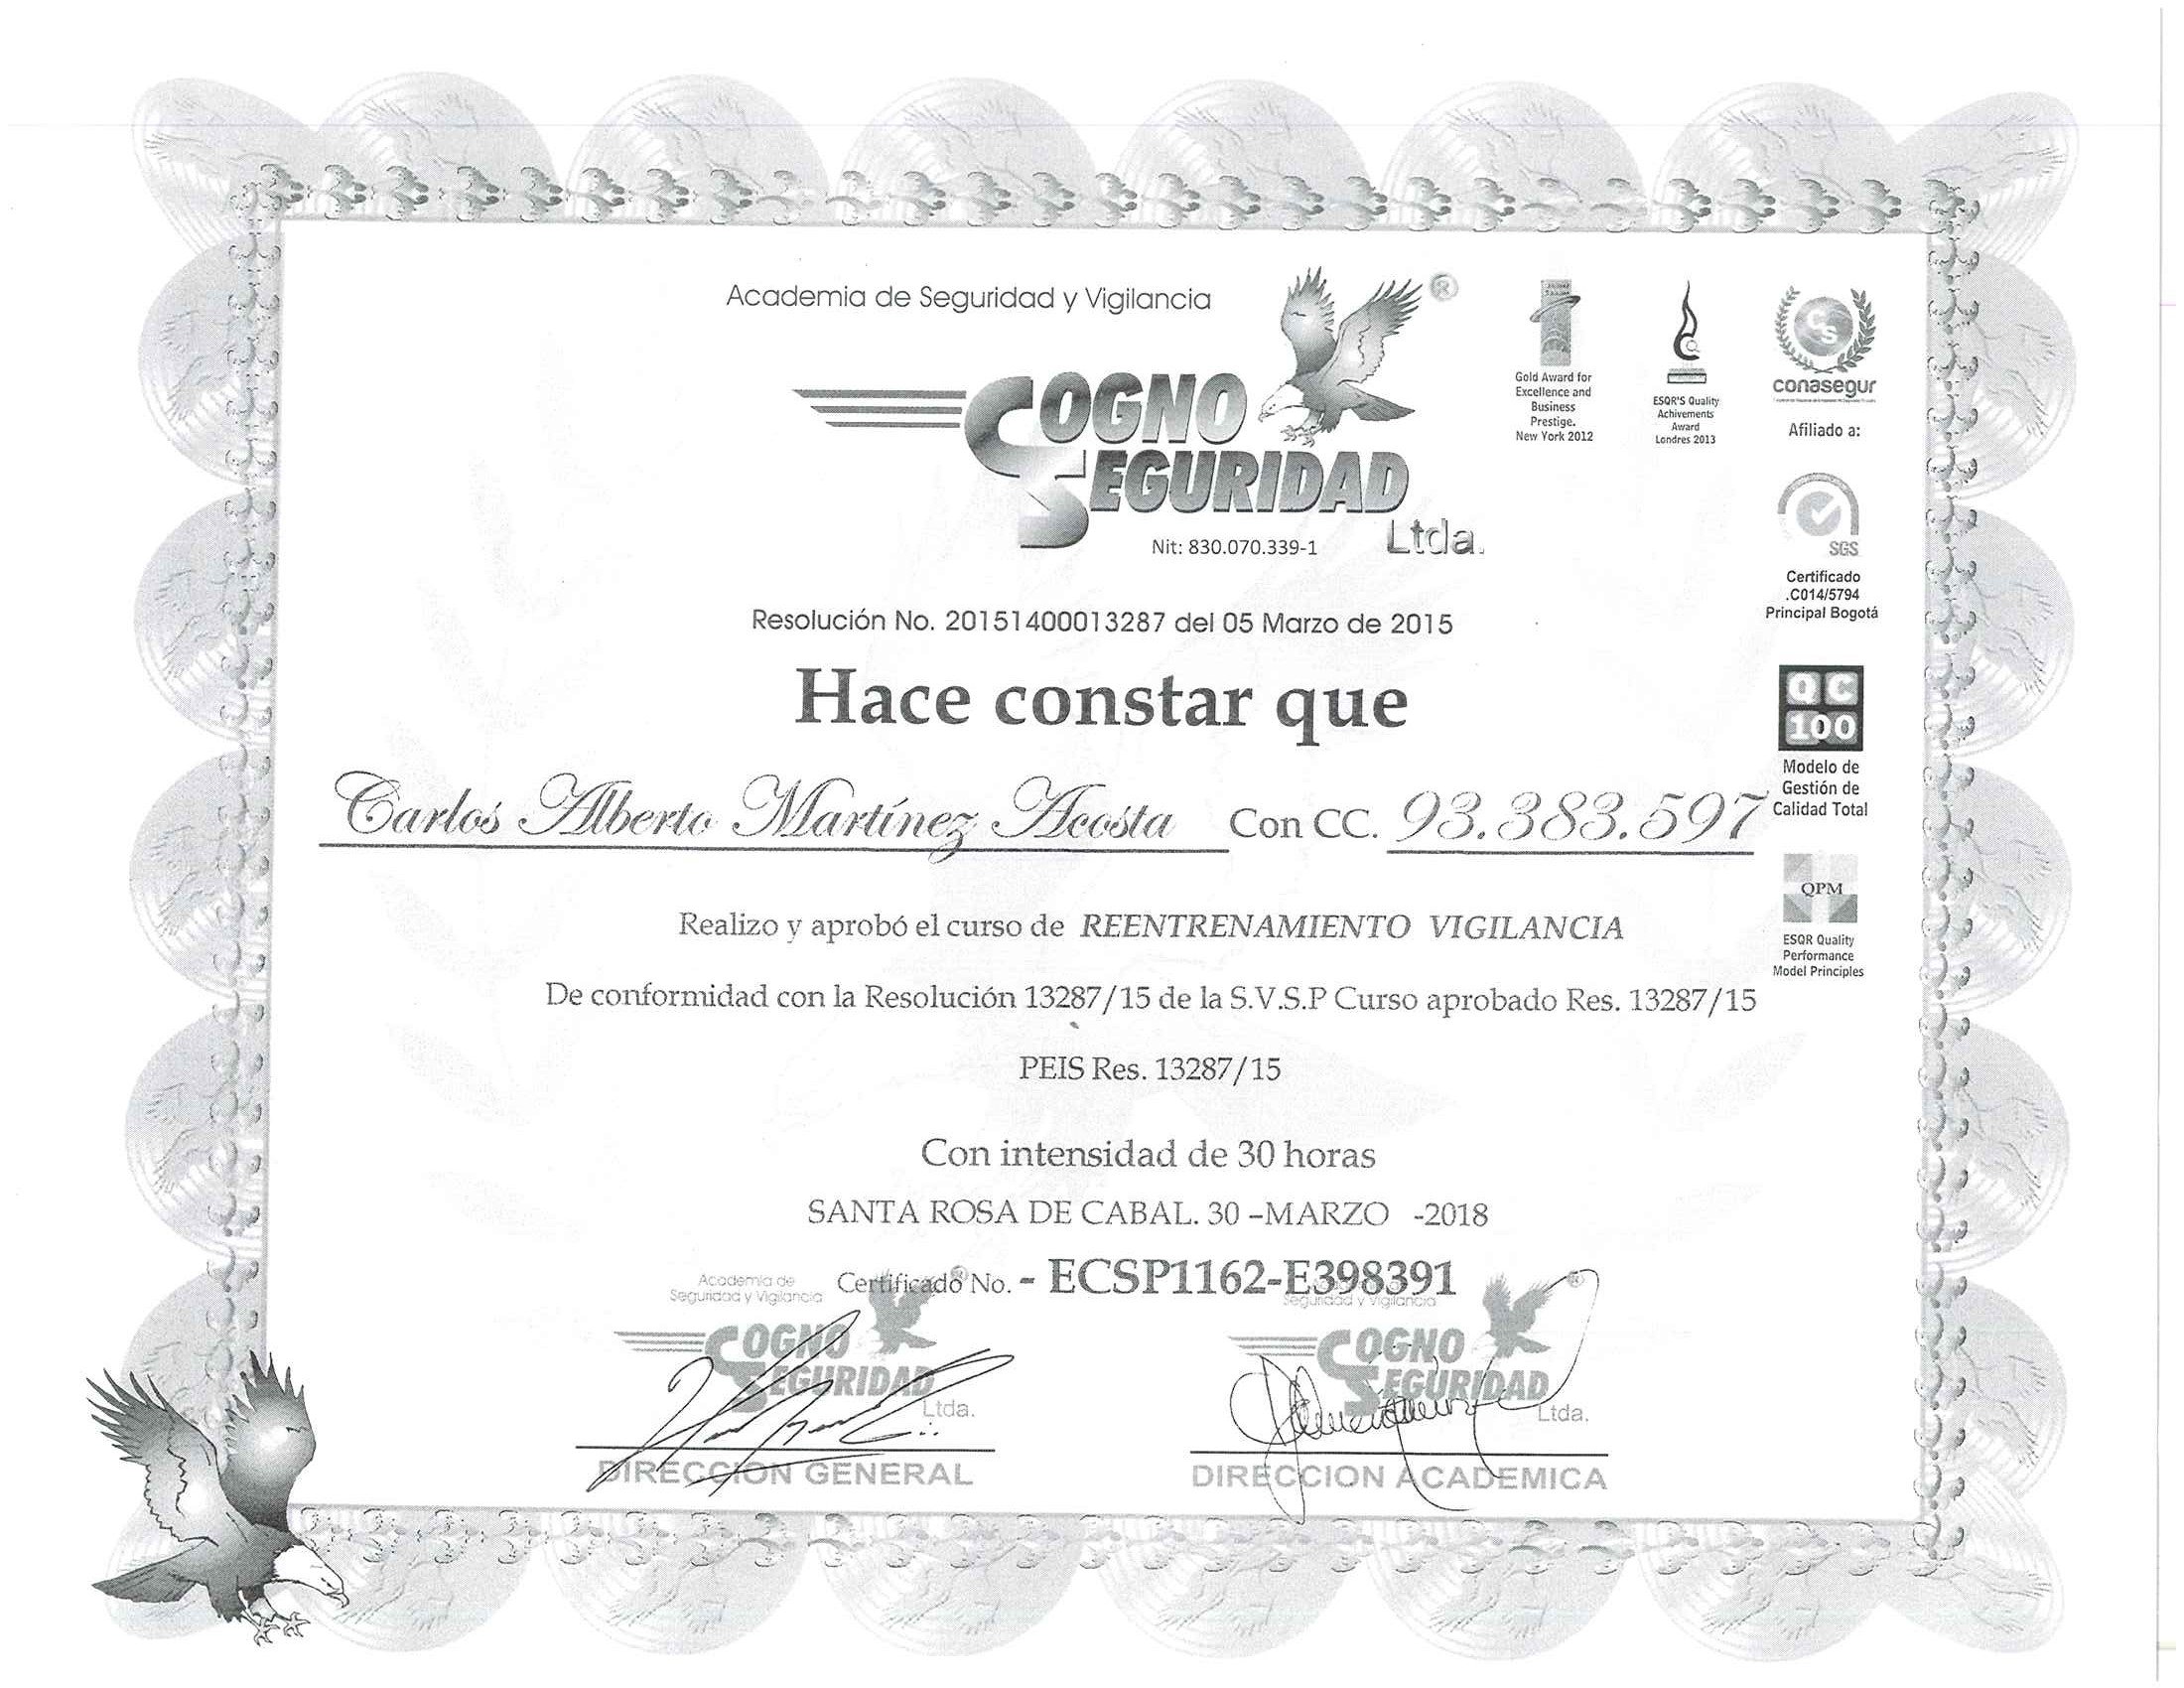 Academia de Seguridad y Vigilancia
®
COGNO
SEGURIDAD
Ltda.
Nit: 830.070.339-1
Gold Award for
Excellence and
Business
Prestige.
New York 2012
ESQR'S Quality
Achivements
Award
Londres 2013
CS
conasegur
Afiliado a:
SGS
Certificado
.C014/5794
Principal Bogotá
Resolución No. 20151400013287 del 05 Marzo de 2015
Hace constar que
QC
100
Modelo de
Gestión de
Calidad Total
Carlos Alberto Martínez Acosta Con CC. 93.383.597
QPM
ESQR Quality
Performance
Model Principles
Realizo y aprobó el curso de REENTRENAMIENTO VIGILANCIA
De conformidad con la Resolución 13287/15 de la S.V.S.P Curso aprobado Res. 13287/15
PEIS Res. 13287/15
Con intensidad de 30 horas
SANTA ROSA DE CABAL. 30 –MARZO -2018
Certificado No. - ECSP1162-E398391
Academia de
Seguridad y Vigilancia
®
COGNO
SEGURIDAD
Ltda.
DIRECCION GENERAL
Seguridad y Vigilancia
®
COGNO
SEGURIDAD
Ltda.
DIRECCION ACADEMICA